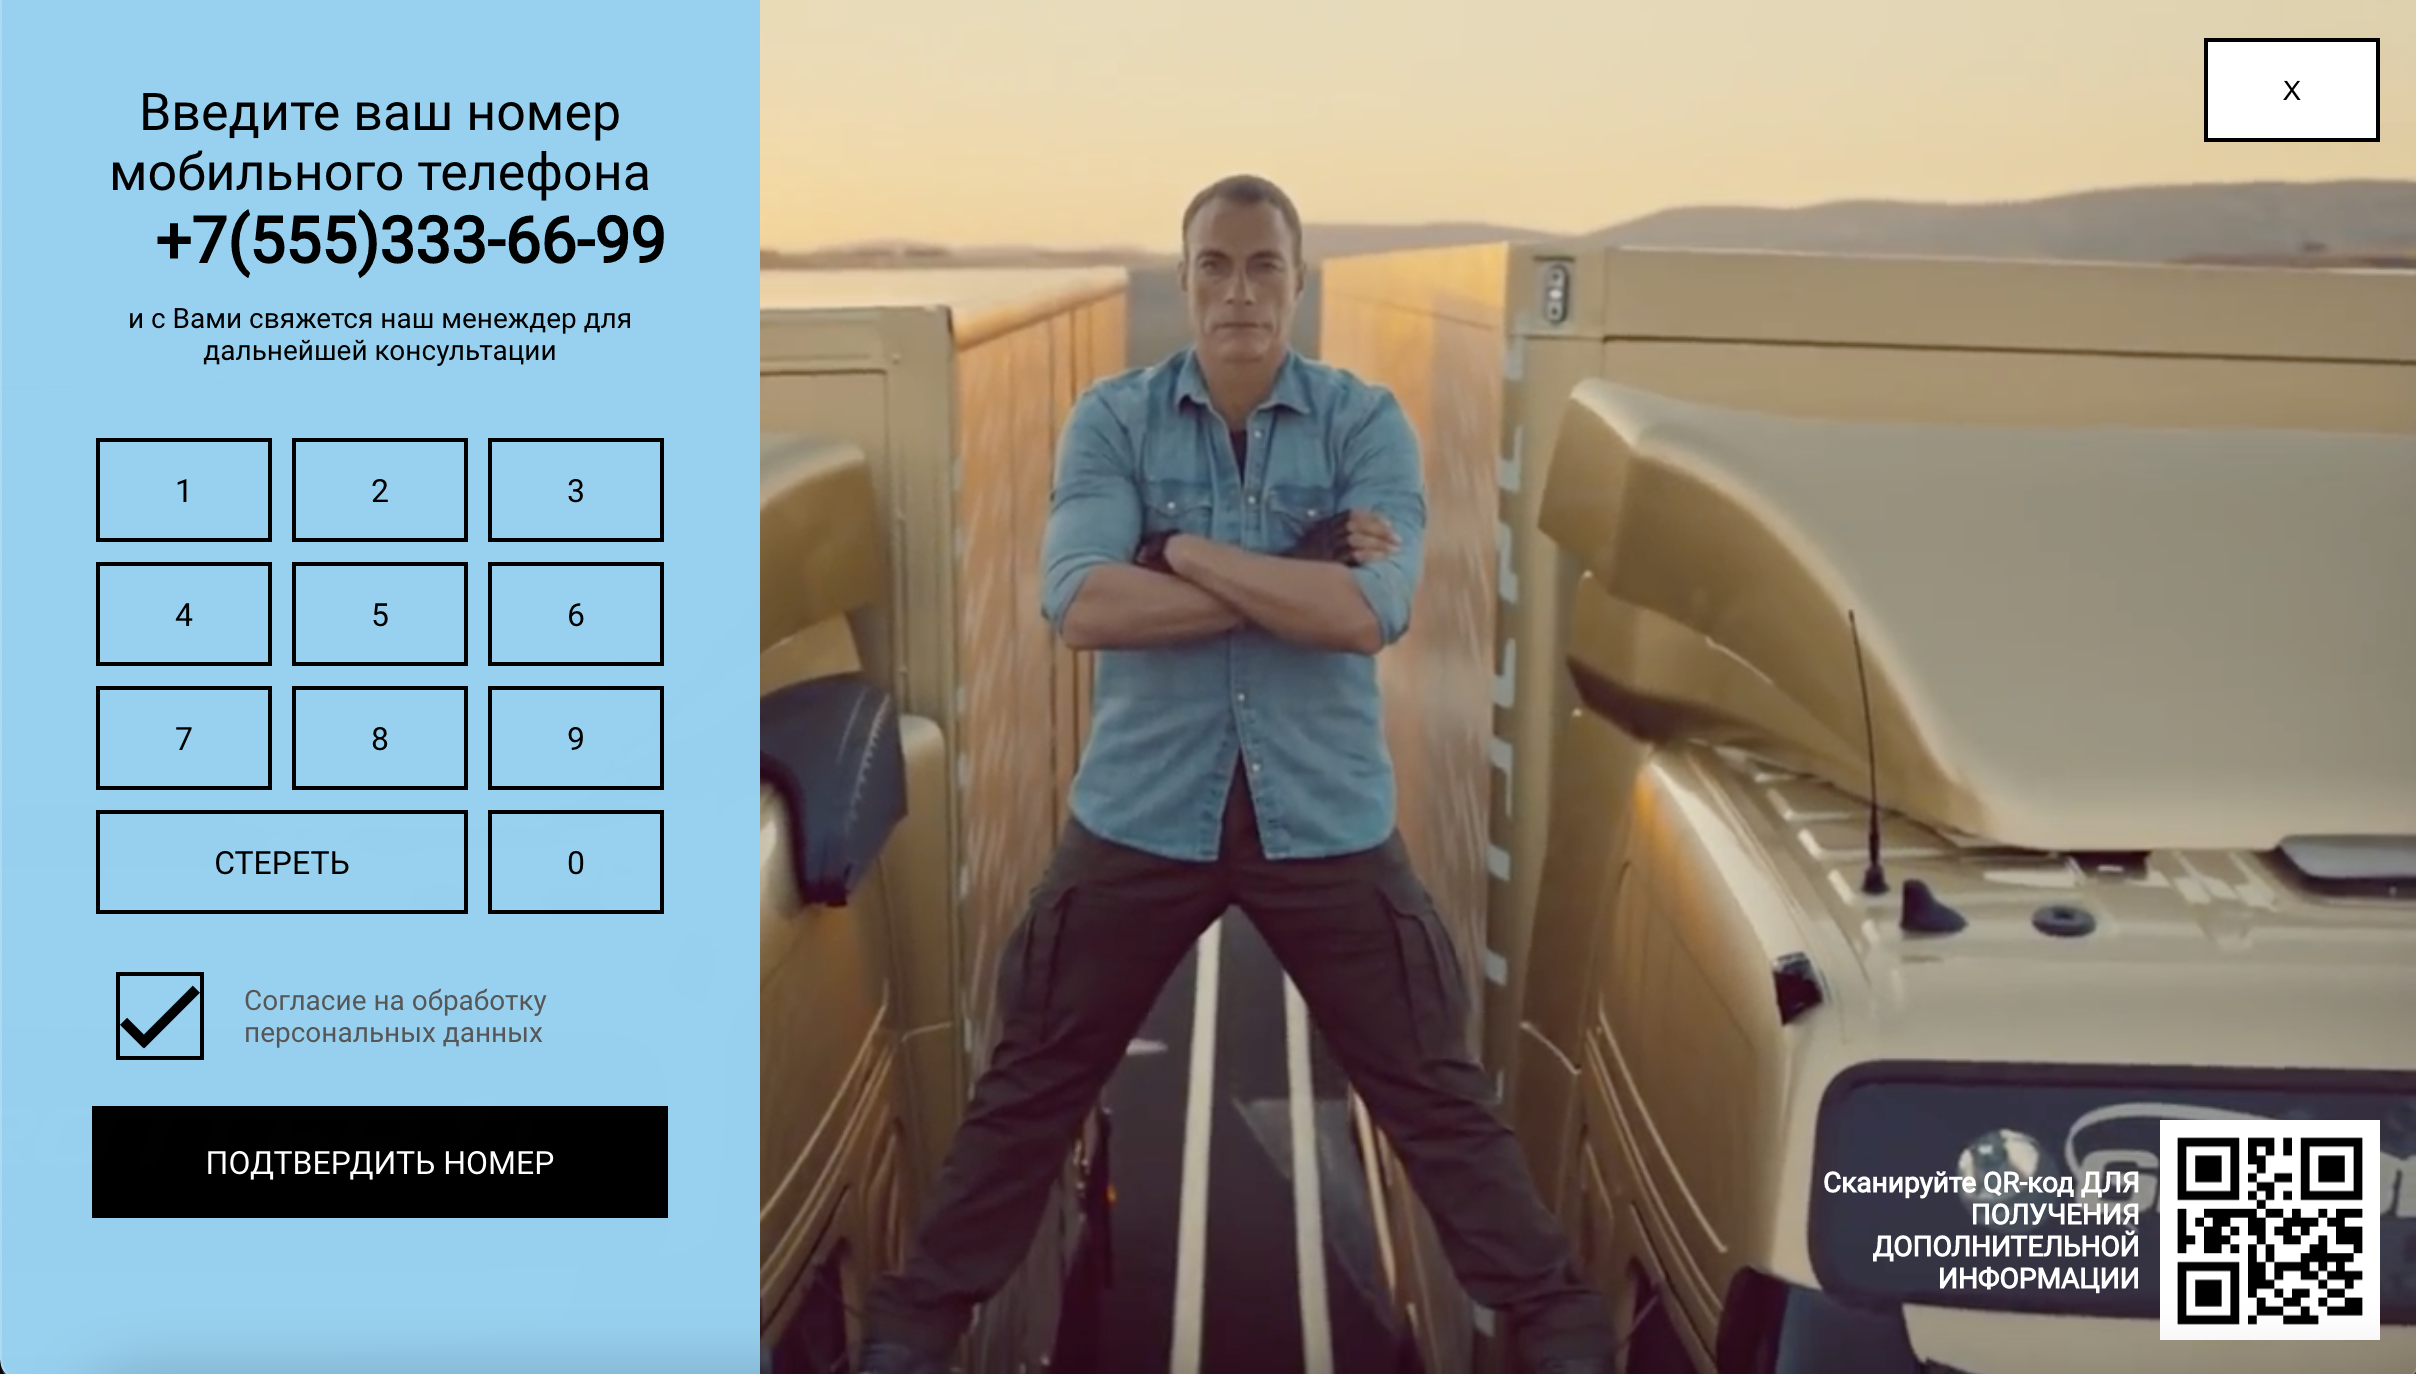 Введите ваш номер
мобильного телефона
+7(555)333-66-99
и с Вами свяжется наш менеждер для
дальнейшей консультации
1 2 3
4 5 6
7 8 9
СТЕРЕТЬ 0
Согласие на обработку
персональных данных
ПОДТВЕРДИТЬ НОМЕР
X
Сканируйте QR-код ДЛЯ
ПОЛУЧЕНИЯ
ДОПОЛНИТЕЛЬНОЙ
ИНФОРМАЦИИ